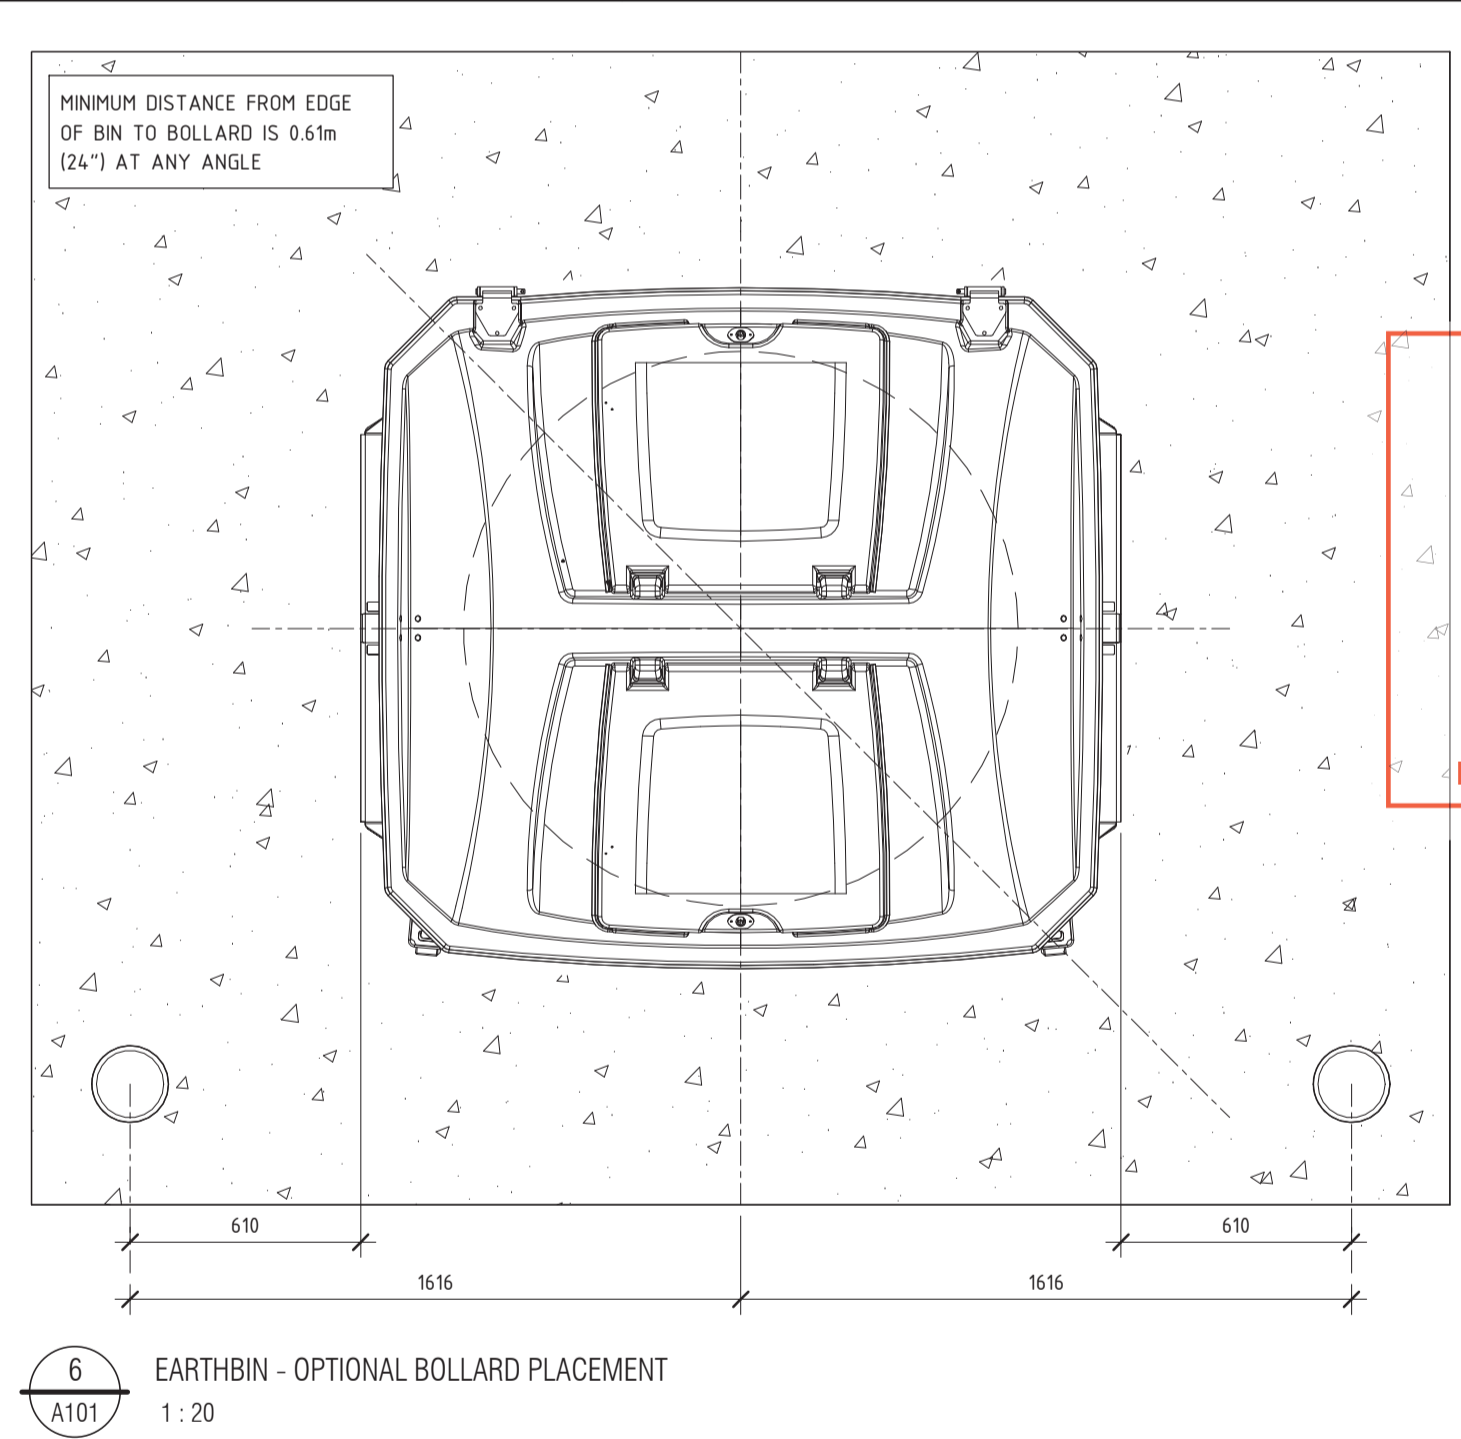 MINIMUM DISTANCE FROM EDGE
OF BIN TO BOLLARD IS 0.61m
(24") AT ANY ANGLE
610
610
1616
1616
6
A101
EARTHBIN - OPTIONAL BOLLARD PLACEMENT
1 : 20